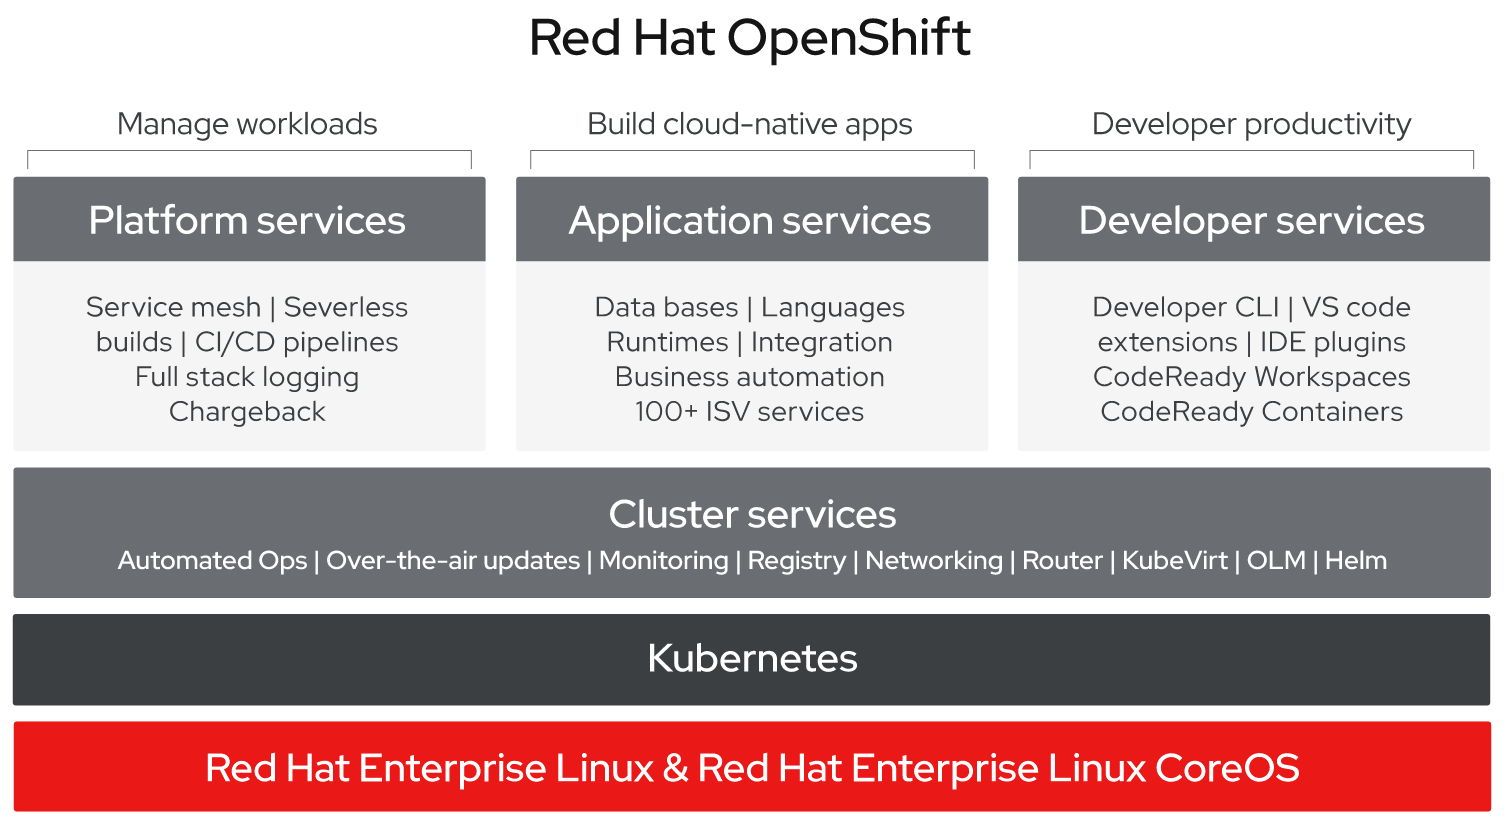 Red Hat OpenShift
Manage workloads
Platform services
Service mesh | Severless
builds | CI/CD pipelines
Full stack logging
Chargeback
Build cloud-native apps
Application services
Data bases | Languages
Runtimes | Integration
Business automation
100+ ISV services
Developer productivity
Developer services
Developer CLI | VS code
extensions | IDE plugins
CodeReady Workspaces
CodeReady Containers
Cluster services
Automated Ops | Over-the-air updates | Monitoring | Registry | Networking | Router | KubeVirt | OLM | Helm
Kubernetes
Red Hat Enterprise Linux & Red Hat Enterprise Linux CoreOS